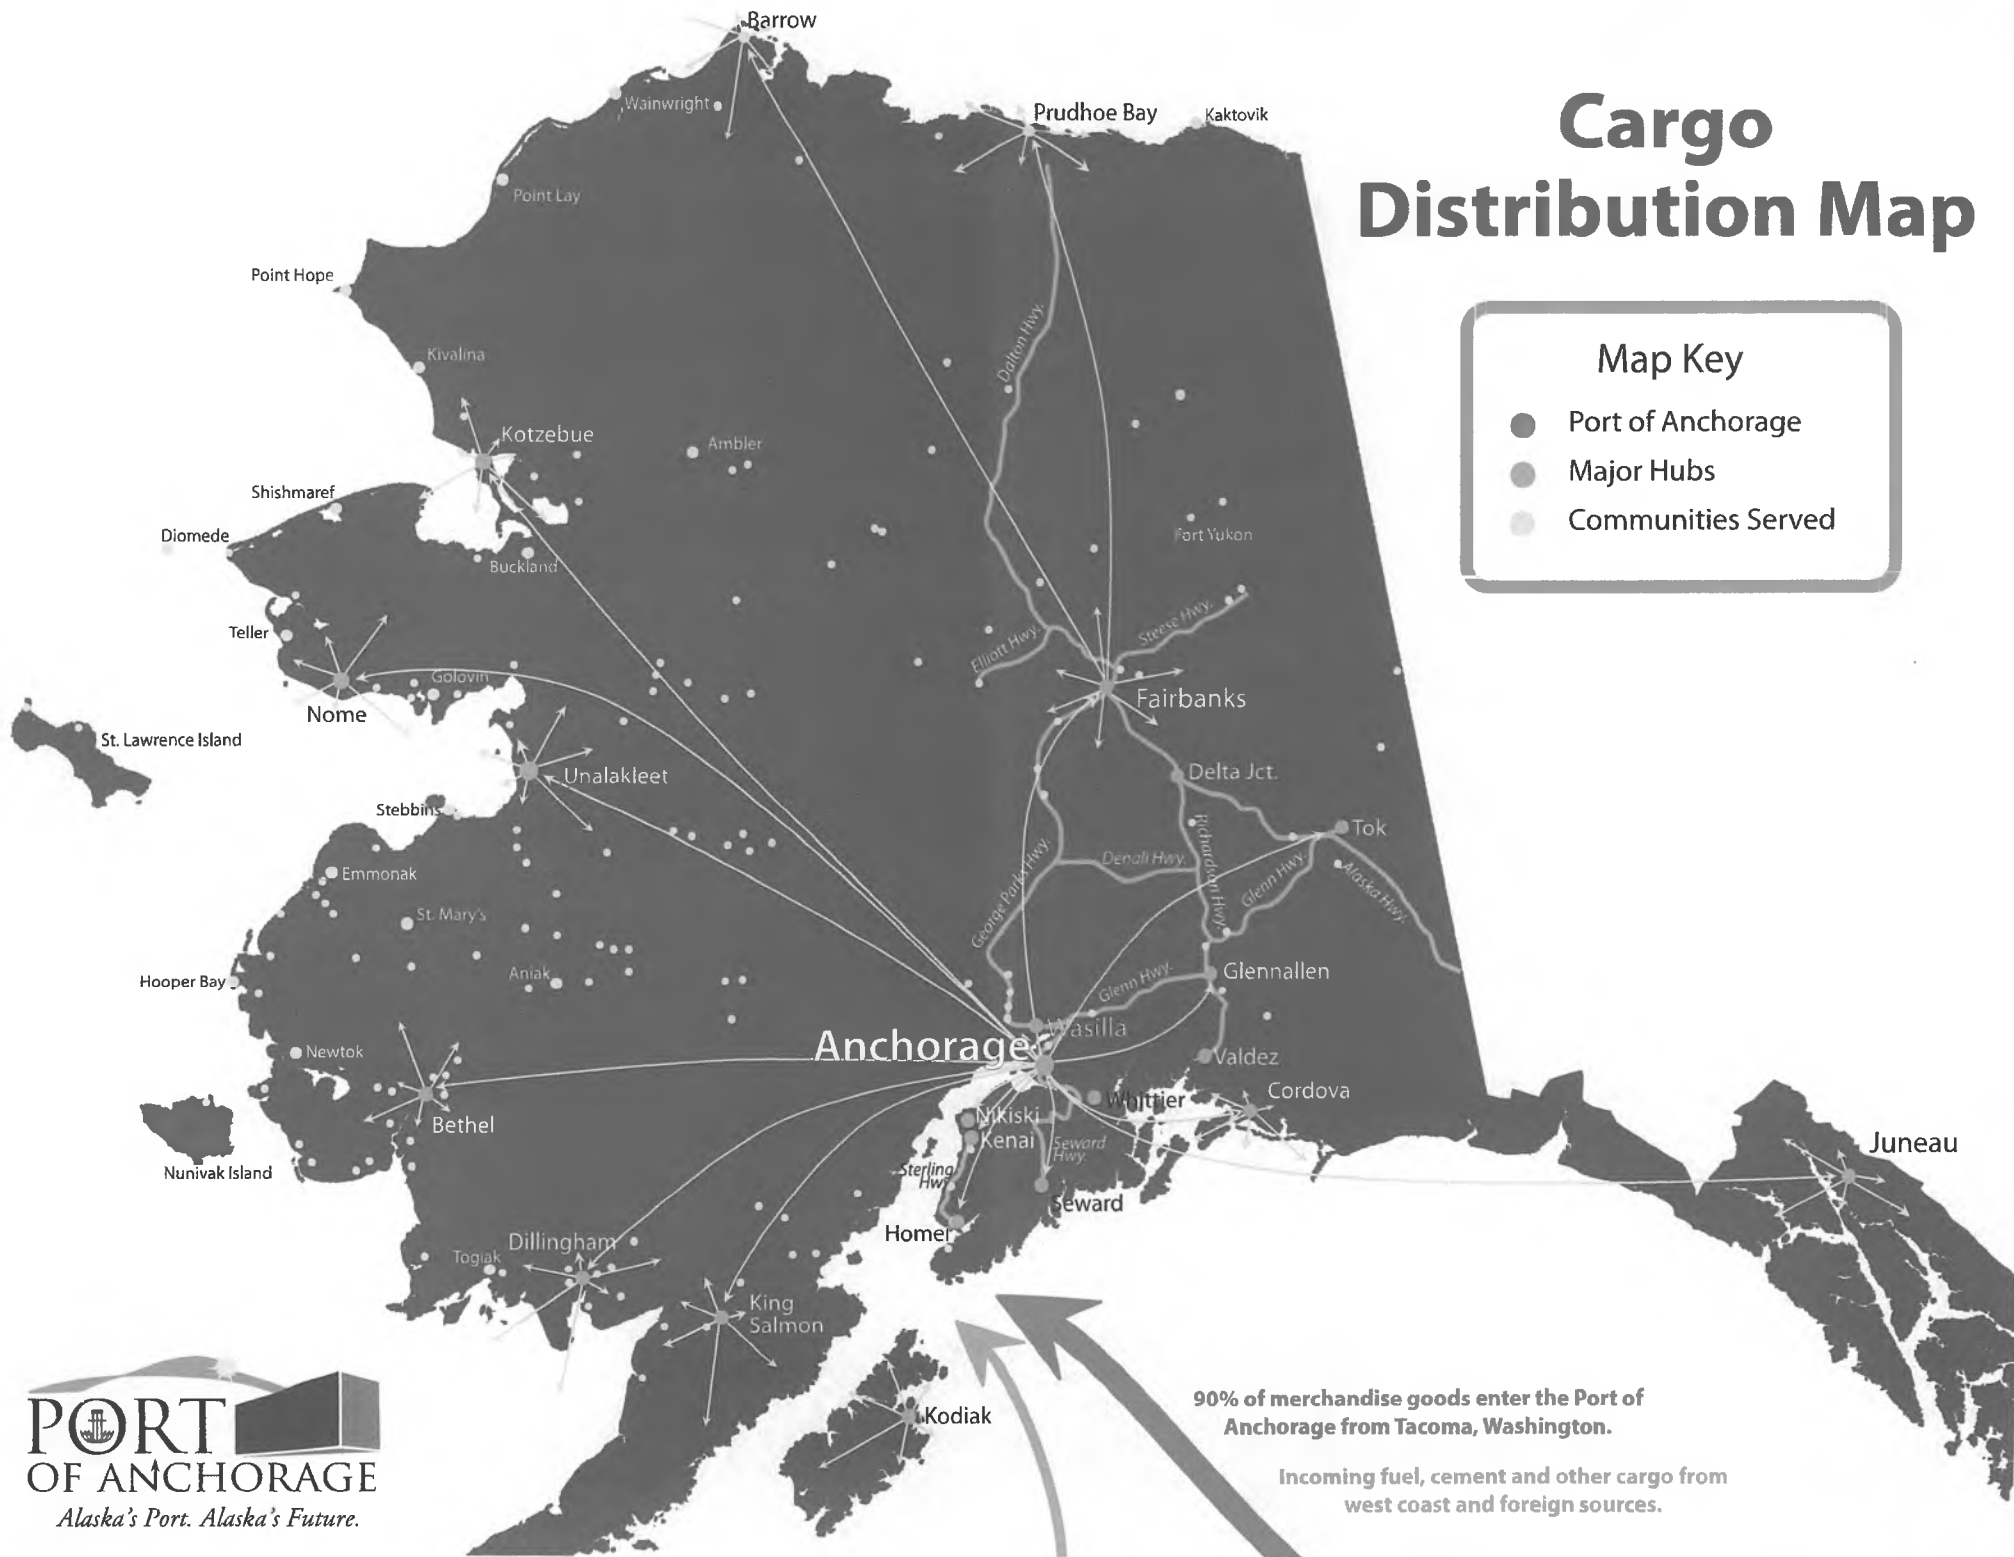 Cargo
Distribution Map
Map Key
Port of Anchorage
Major Hubs
Communities Served
Barrow
Wainwright
Prudhoe Bay
Kaktovik
Point Lay
Point Hope
Kivalina
Dalton Hwy.
Kotzebue
Ambler
Shishmaref
Diomede
Buckland
Fort Yukon
Teller
Elliott Hwy.
Steese Hwy.
Golovin
Nome
Fairbanks
St. Lawrence Island
Unalakleet
Delta Jct.
Stebbins
Tok
Richardson Hwy.
Denali Hwy.
George Parks Hwy.
Glenn Hwy.
Alaska Hwy.
Emmonak
St. Mary's
Aniak
Hooper Bay
Glennallen
Glenn Hwy.
Wasilla
Anchorage
Newtok
Valdez
Cordova
Whittier
Nikiski
Bethel
Kenai
Seward
Hwy.
Juneau
Nunivak Island
Sterling
Hwy.
Seward
Homer
Dillingham
Togiak
King
Salmon
Kodiak
90% of merchandise goods enter the Port of
Anchorage from Tacoma, Washington.
Incoming fuel, cement and other cargo from
west coast and foreign sources.
PORT
OF ANCHORAGE
Alaska's Port. Alaska's Future.